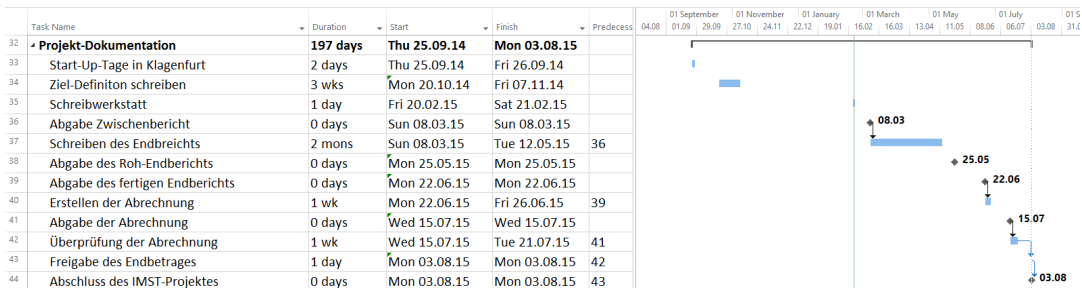 01 September 01 November 01 January 01 March 01 May 01 July 01 S
Task Name Duration Start Finish Predecess 04.08 01.09 29.09 27.10 24.11 22.12 19.01 16.02 16.03 13.04 11.05 08.06 06.07 03.08 31.0
32 Projekt-Dokumentation 197 days Thu 25.09.14 Mon 03.08.15
33 Start-Up-Tage in Klagenfurt 2 days Thu 25.09.14 Fri 26.09.14
34 Ziel-Definiton schreiben 3 wks Mon 20.10.14 Fri 07.11.14
35 Schreibwerkstatt 1 day Fri 20.02.15 Sat 21.02.15
36 Abgabe Zwischenbericht 0 days Sun 08.03.15 Sun 08.03.15 08.03
37 Schreiben des Endbreichts 2 mons Sun 08.03.15 Tue 12.05.15 36
38 Abgabe des Roh-Endberichts 0 days Mon 25.05.15 Mon 25.05.15 25.05
39 Abgabe des fertigen Endberichts 0 days Mon 22.06.15 Mon 22.06.15 22.06
40 Erstellen der Abrechnung 1 wk Mon 22.06.15 Fri 26.06.15 39
41 Abgabe der Abrechnung 0 days Wed 15.07.15 Wed 15.07.15 15.07
42 Überprüfung der Abrechnung 1 wk Wed 15.07.15 Tue 21.07.15 41
43 Freigabe des Endbetrages 1 day Mon 03.08.15 Mon 03.08.15 42
44 Abschluss des IMST-Projektes 0 days Mon 03.08.15 Mon 03.08.15 43 03.08